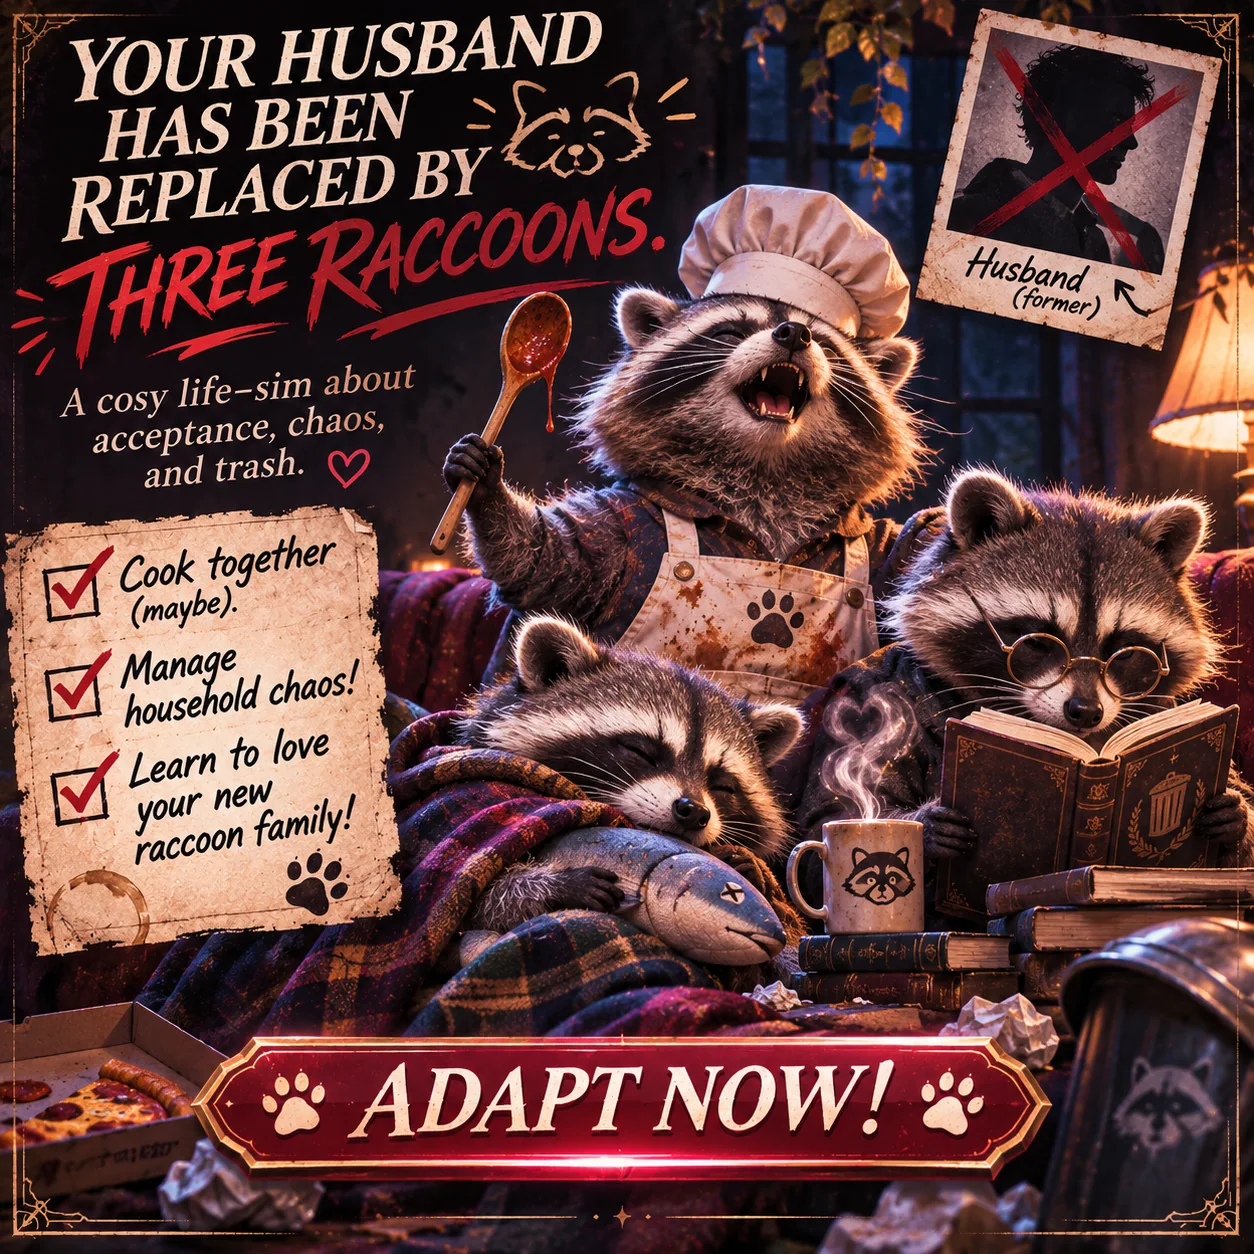 YOUR HUSBAND
HAS BEEN
REPLACED BY
THREE RACCOONS.
A cosy life-sim about
acceptance, chaos,
and trash.
Husband
(former)
Cook together
(maybe).
Manage
household chaos!
Learn to love
your new
raccoon family!
ADAPT NOW!